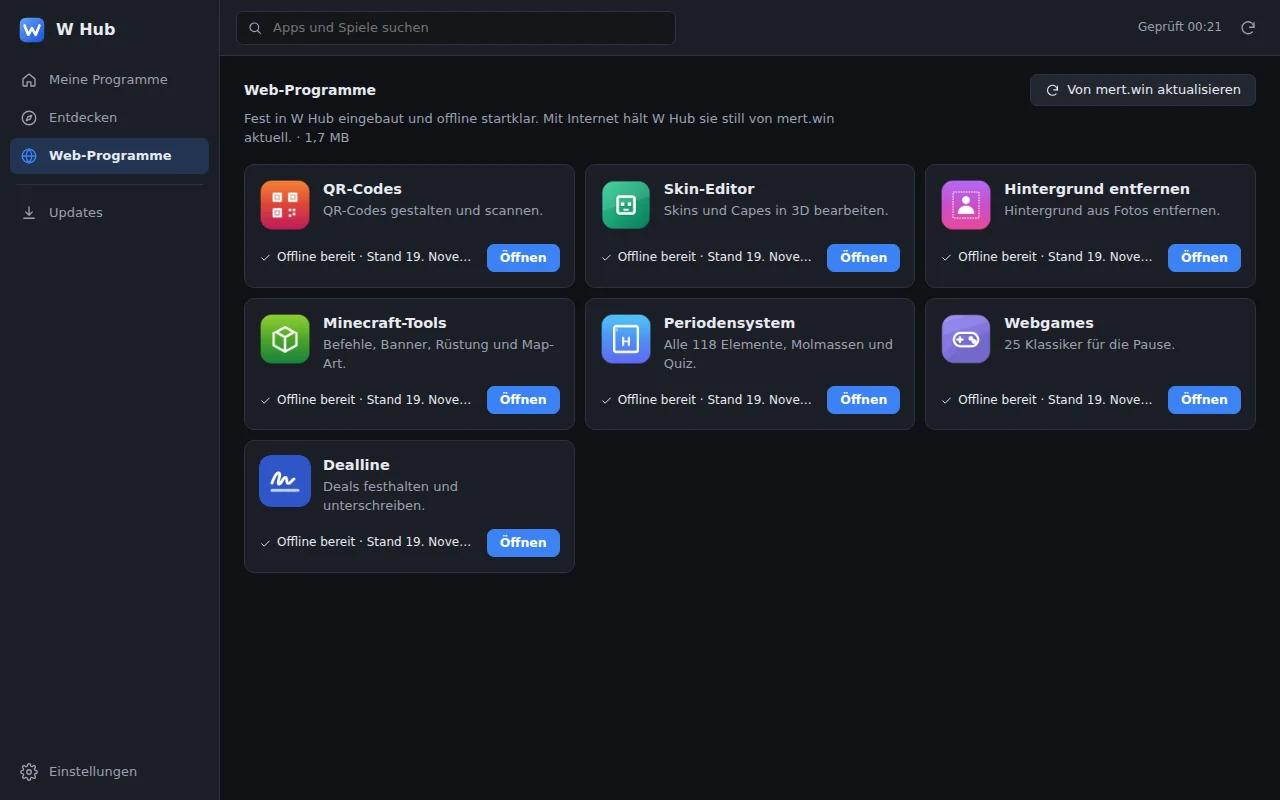 W Hub
Apps und Spiele suchen
Geprüft 00:21
Meine Programme
Entdecken
Web-Programme
Updates
Einstellungen
Web-Programme
Von mert.win aktualisieren
Fest in W Hub eingebaut und offline startklar. Mit Internet hält W Hub sie still von mert.win
aktuell. · 1,7 MB
QR-Codes
QR-Codes gestalten und scannen.
Offline bereit · Stand 19. Nove…
Öffnen
Skin-Editor
Skins und Capes in 3D bearbeiten.
Offline bereit · Stand 19. Nove…
Öffnen
Hintergrund entfernen
Hintergrund aus Fotos entfernen.
Offline bereit · Stand 19. Nove…
Öffnen
Minecraft-Tools
Befehle, Banner, Rüstung und Map-
Art.
Offline bereit · Stand 19. Nove…
Öffnen
H
Periodensystem
Alle 118 Elemente, Molmassen und
Quiz.
Offline bereit · Stand 19. Nove…
Öffnen
Webgames
25 Klassiker für die Pause.
Offline bereit · Stand 19. Nove…
Öffnen
Dealline
Deals festhalten und
unterschreiben.
Offline bereit · Stand 19. Nove…
Öffnen